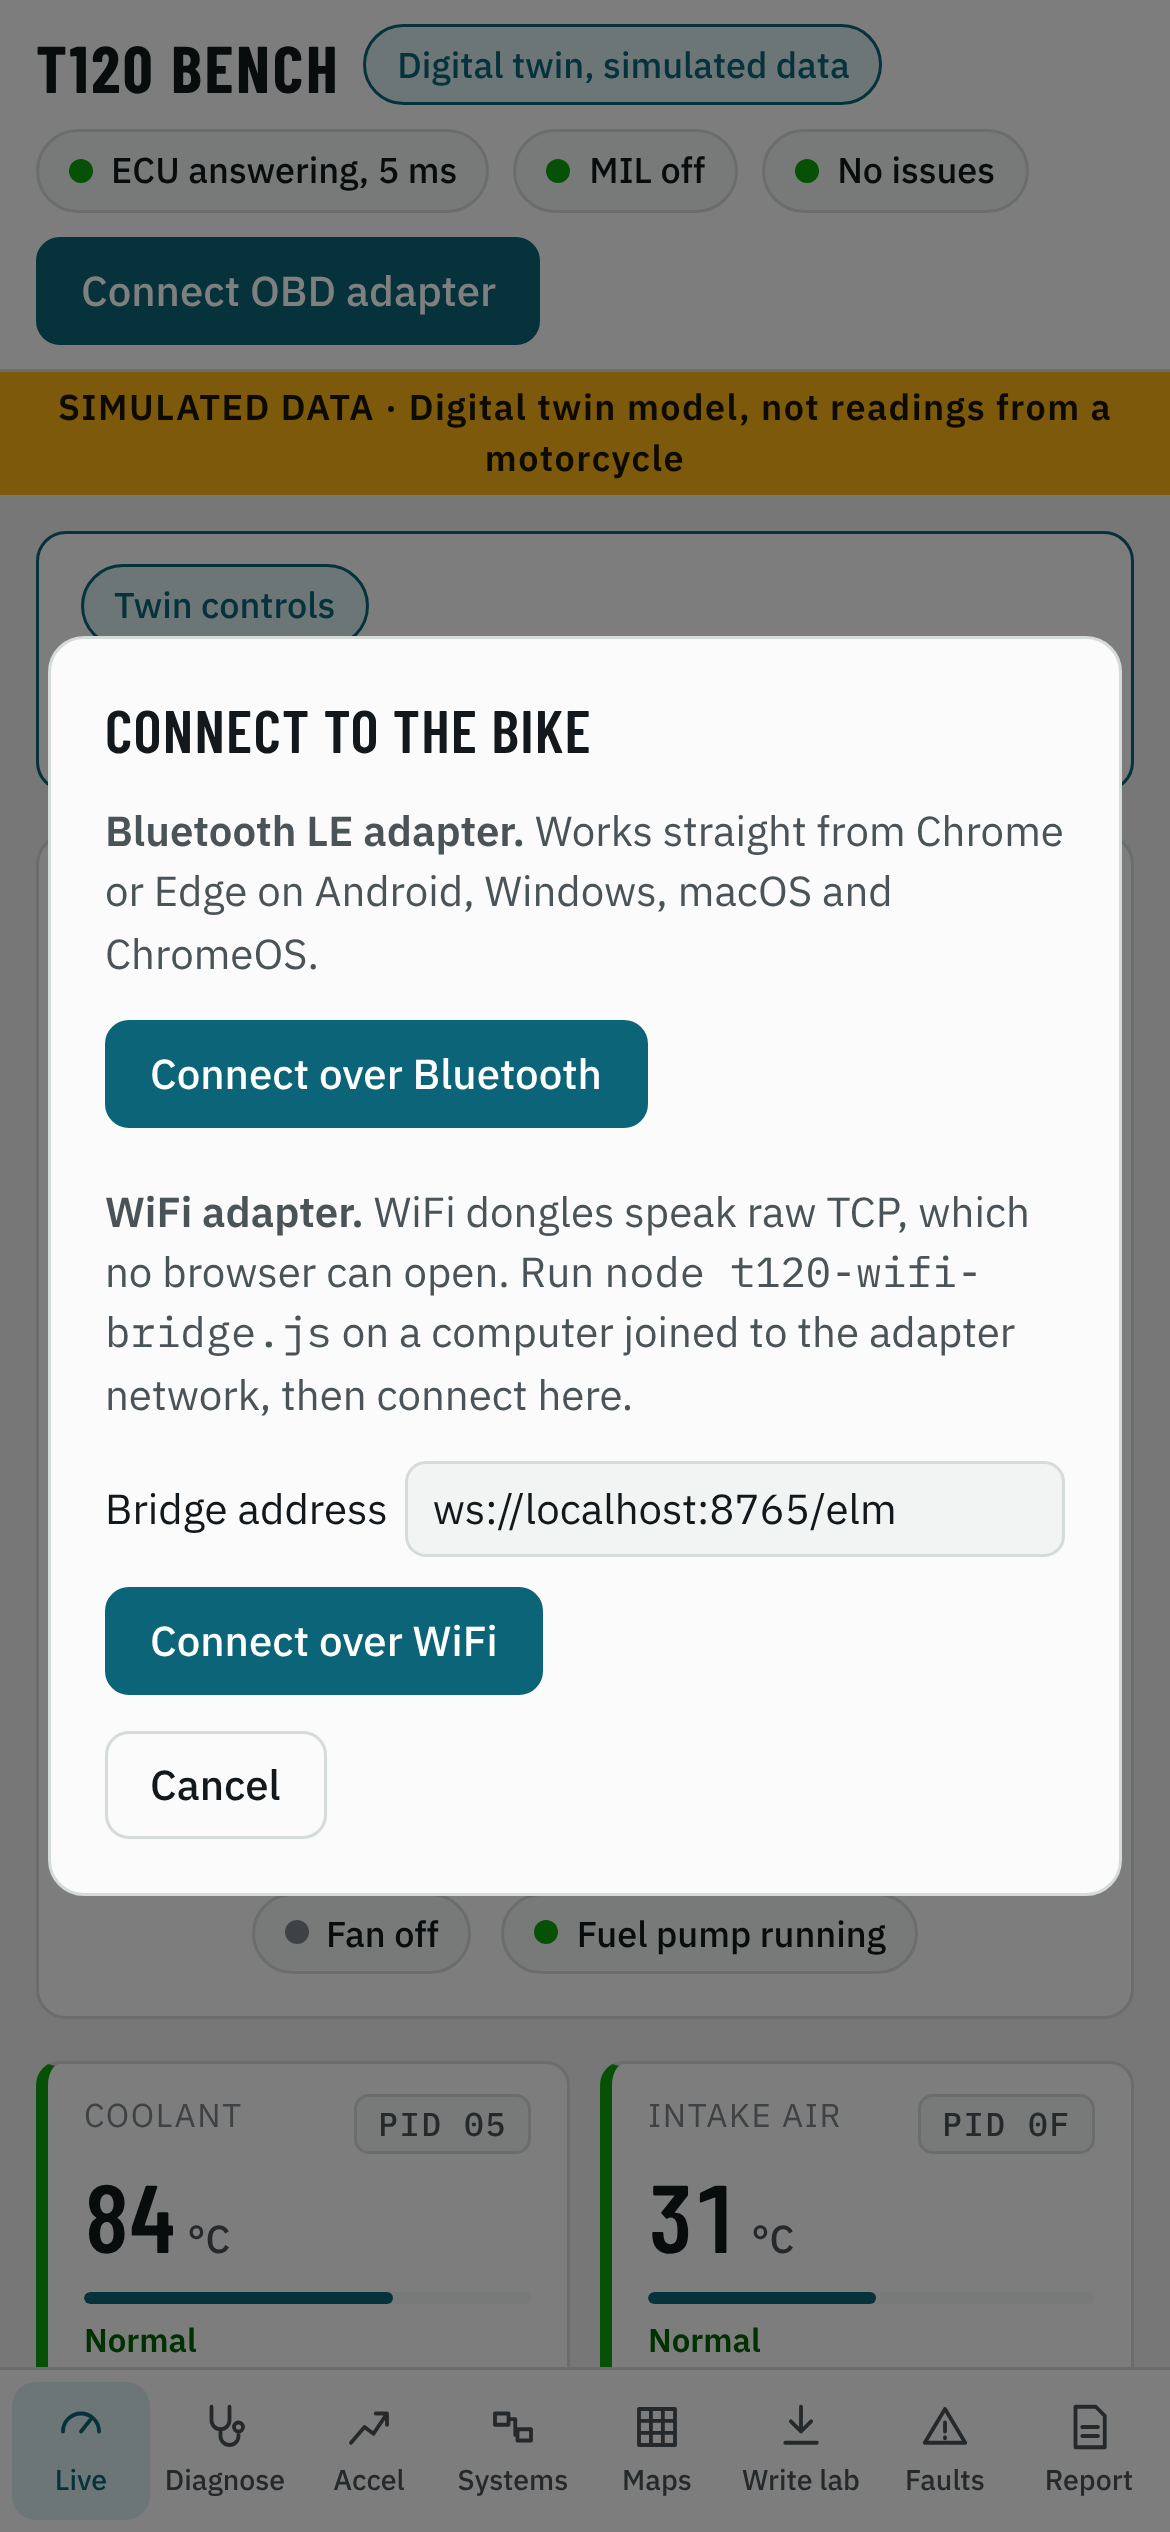 T120 BENCH
Digital twin, simulated data
ECU answering, 5 ms
MIL off
No issues
Connect OBD adapter
SIMULATED DATA · Digital twin model, not readings from a
motorcycle
Twin controls
CONNECT TO THE BIKE
Bluetooth LE adapter. Works straight from Chrome
or Edge on Android, Windows, macOS and
ChromeOS.
Connect over Bluetooth
WiFi adapter. WiFi dongles speak raw TCP, which
no browser can open. Run node t120-wifi-
bridge.js on a computer joined to the adapter
network, then connect here.
Bridge address
ws://localhost:8765/elm
Connect over WiFi
Cancel
Fan off
Fuel pump running
COOLANT
PID 05
84 °C
Normal
INTAKE AIR
PID 0F
31 °C
Normal
Live
Diagnose
Accel
Systems
Maps
Write lab
Faults
Report